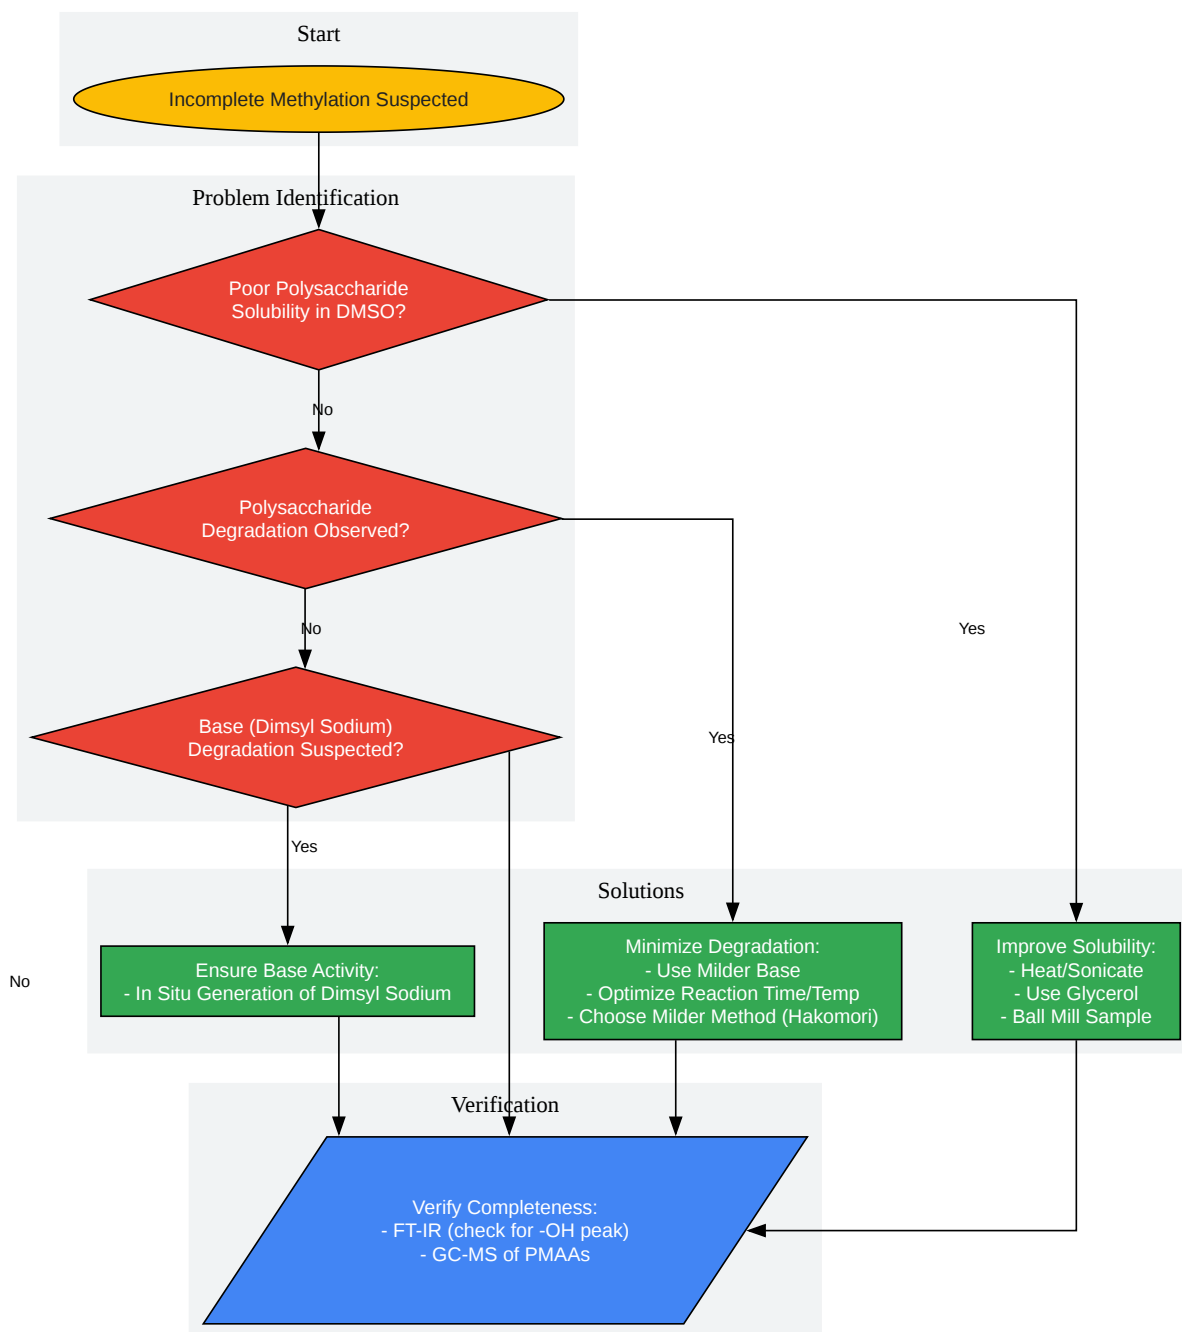 Start
Incomplete Methylation Suspected
Problem Identification
Poor Polysaccharide
Solubility in DMSO?
No
Polysaccharide
Degradation Observed?
No
Yes
Base (Dimsyl Sodium)
Degradation Suspected?
Yes
Yes
Solutions
Ensure Base Activity:
- In Situ Generation of Dimsyl Sodium
Minimize Degradation:
- Use Milder Base
- Optimize Reaction Time/Temp
- Choose Milder Method (Hakomori)
Improve Solubility:
- Heat/Sonicate
- Use Glycerol
- Ball Mill Sample
No
Verification
Verify Completeness:
- FT-IR (check for -OH peak)
- GC-MS of PMAAs